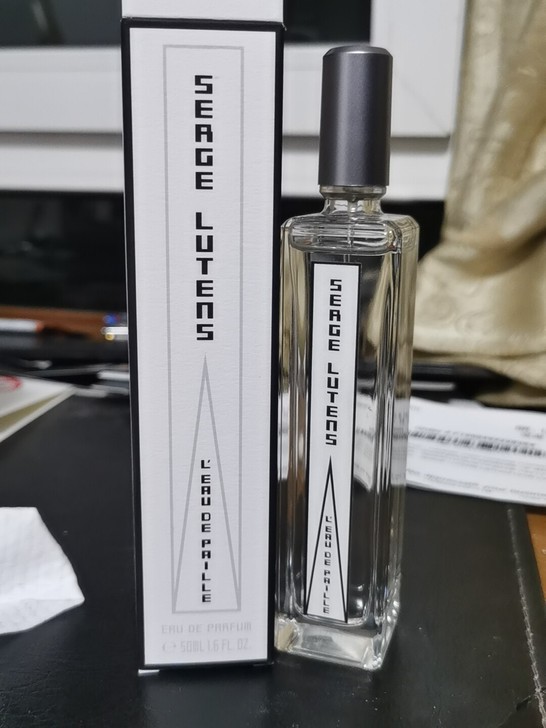 SERGE LUTENS
L'EAU DE PAILLE
EAU DE PARFUM
50ML 1.6 FL. OZ.
SERGE LUTENS
L'EAU DE PAILLE